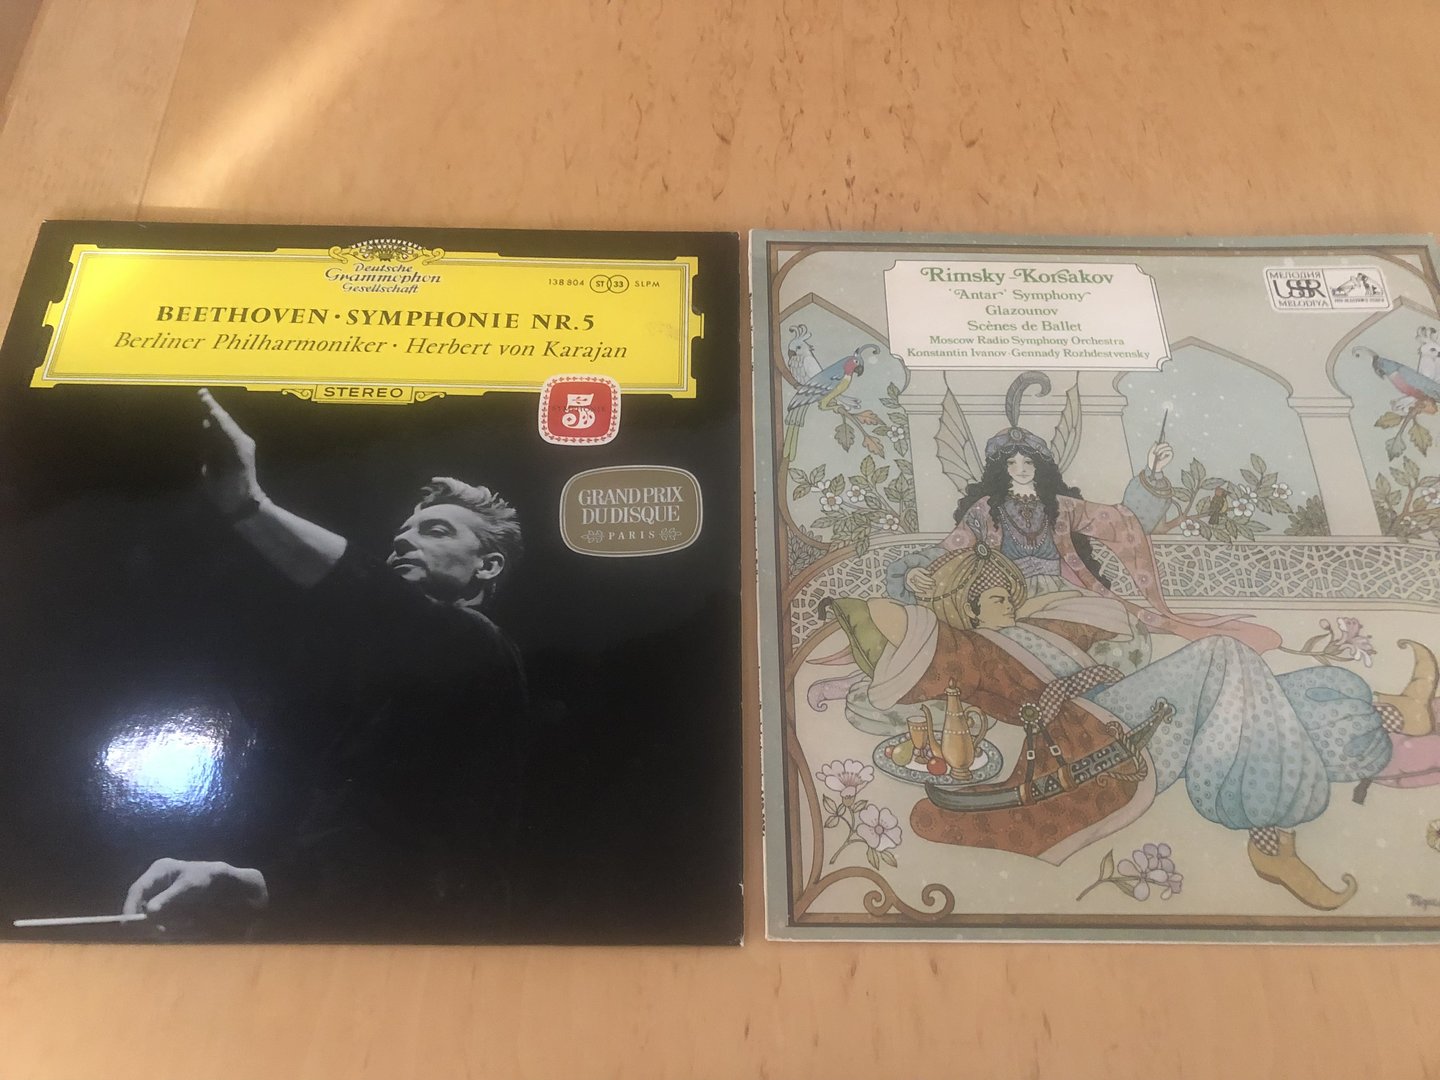 Deutsche
Grammophon
Gesellschaft
138 804 ST 33 SLPM
BEETHOVEN · SYMPHONIE NR. 5
Berliner Philharmoniker · Herbert von Karajan
STEREO
5
GRAND PRIX
DU DISQUE
PARIS
Rimsky-Korsakov
'Antar' Symphony
Glazounov
Scènes de Ballet
Moscow Radio Symphony Orchestra
Konstantin Ivanov · Gennady Rozhdestvensky
МЕЛОДИЯ
USSR
MELODIYA